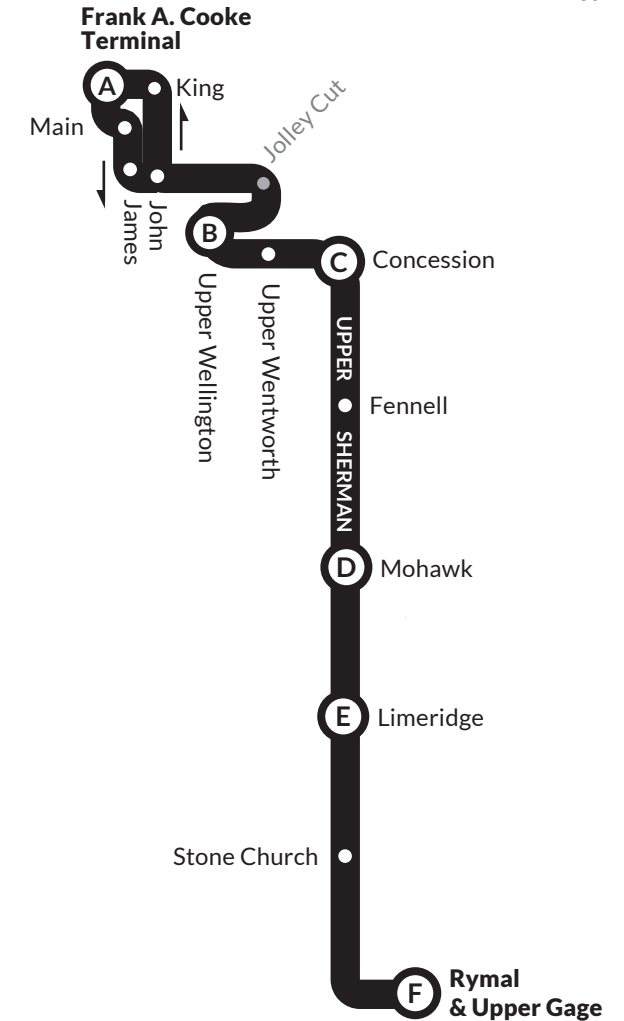 Frank A. Cooke
Terminal
A
King
Main
Jolley Cut
James
John
B
C
Concession
Upper Wellington
Upper Wentworth
UPPER
Fennell
SHERMAN
D
Mohawk
E
Limeridge
Stone Church
F
Rymal
& Upper Gage